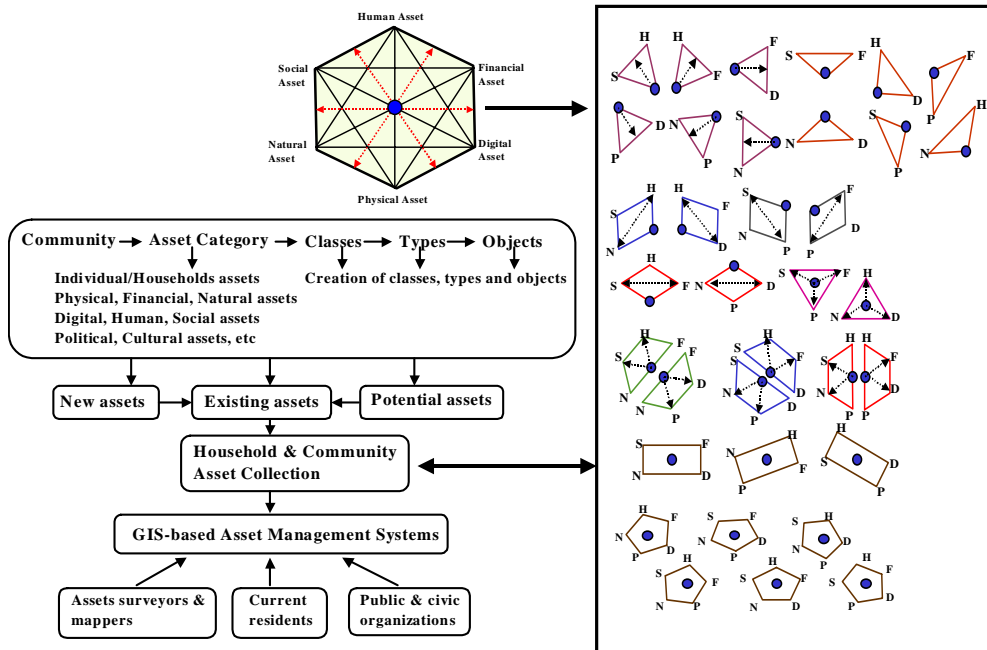 Human Asset
Social Asset
Financial Asset
Natural Asset
Digital Asset
Physical Asset
Community Asset Category Classes Types Objects
Individual/Households assets
Creation of classes, types and objects
Physical, Financial, Natural assets
Digital, Human, Social assets
Political, Cultural assets, etc
New assets
Existing assets
Potential assets
Household & Community
Asset Collection
GIS-based Asset Management Systems
Assets surveyors &
mappers
Current
residents
Public & civic
organizations
H H F S F H F
S F D D P
D N S N D S H
P P N P N
H H S F
N D P P D
H D S F H
S F N P P N D
P
H F S H F H H
S D N D S F
N N P P D N D P P
S F N H S H
N D P F P D
H F S F S H
N P D N P D N P D
S H F S H F S H
N P N D P D